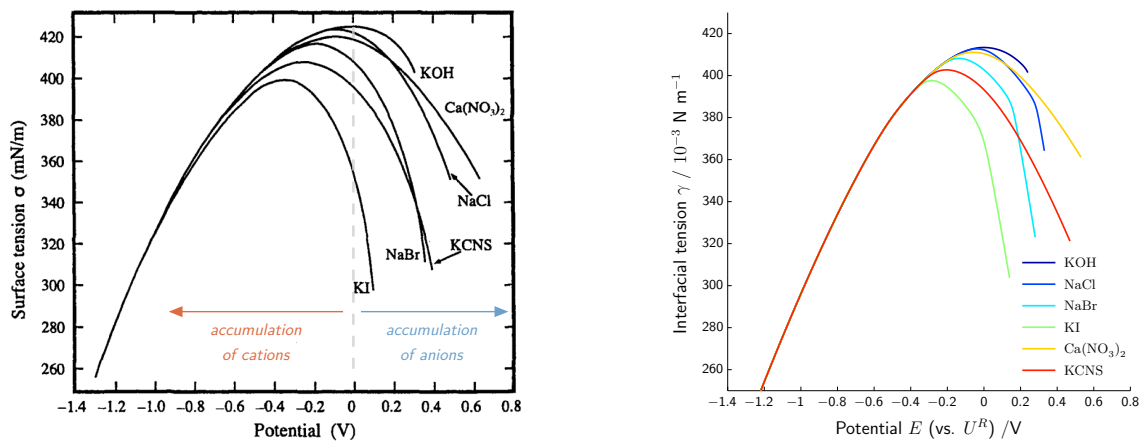 420
400
380
360
340
320
300
280
260
Surface tension σ (mN/m)
KOH
Ca(NO₃)₂
NaCl
KCNS
NaBr
KI
accumulation
of cations
accumulation
of anions
−1.4 −1.2 −1.0 −0.8 −0.6 −0.4 −0.2 0 0.2 0.4 0.6 0.8
Potential (V)
420
400
380
360
340
320
300
280
260
Interfacial tension γ / 10⁻³ N m⁻¹
KOH
NaCl
NaBr
KI
Ca(NO₃)₂
KCNS
−1.4 −1.2 −1 −0.8 −0.6 −0.4 −0.2 0 0.2 0.4 0.6 0.8
Potential E (vs. Uᴿ) /V